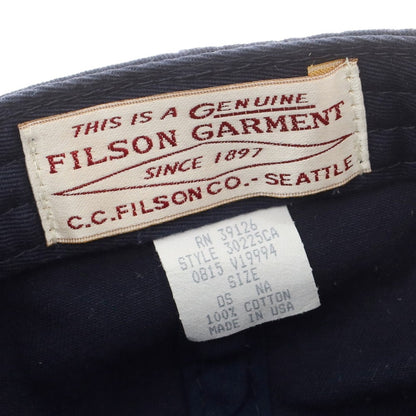 THIS IS A GENUINE
FILSON GARMENT
SINCE 1897
C.C. FILSON CO. - SEATTLE
RN 39126
STYLE 30225CA
0815 V19994
SIZE
OS NA
100% COTTON
MADE IN USA